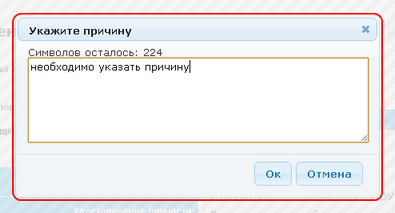 Укажите причину
Символов осталось: 224
необходимо указать причину
Ок
Отмена